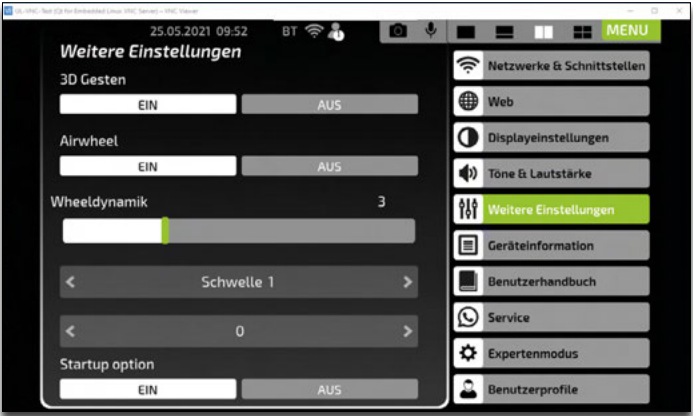 UL-VNC-Test (Qt for Embedded Linux VNC Server) – VNC Viewer
25.05.2021 09:52 BT MENU
Weitere Einstellungen
3D Gesten
EIN AUS
Airwheel
EIN AUS
Wheeldynamik 3
< Schwelle 1 >
< 0 >
Startup option
EIN AUS
Netzwerke & Schnittstellen
Web
Displayeinstellungen
Töne & Lautstärke
Weitere Einstellungen
Geräteinformation
Benutzerhandbuch
Service
Expertenmodus
Benutzerprofile